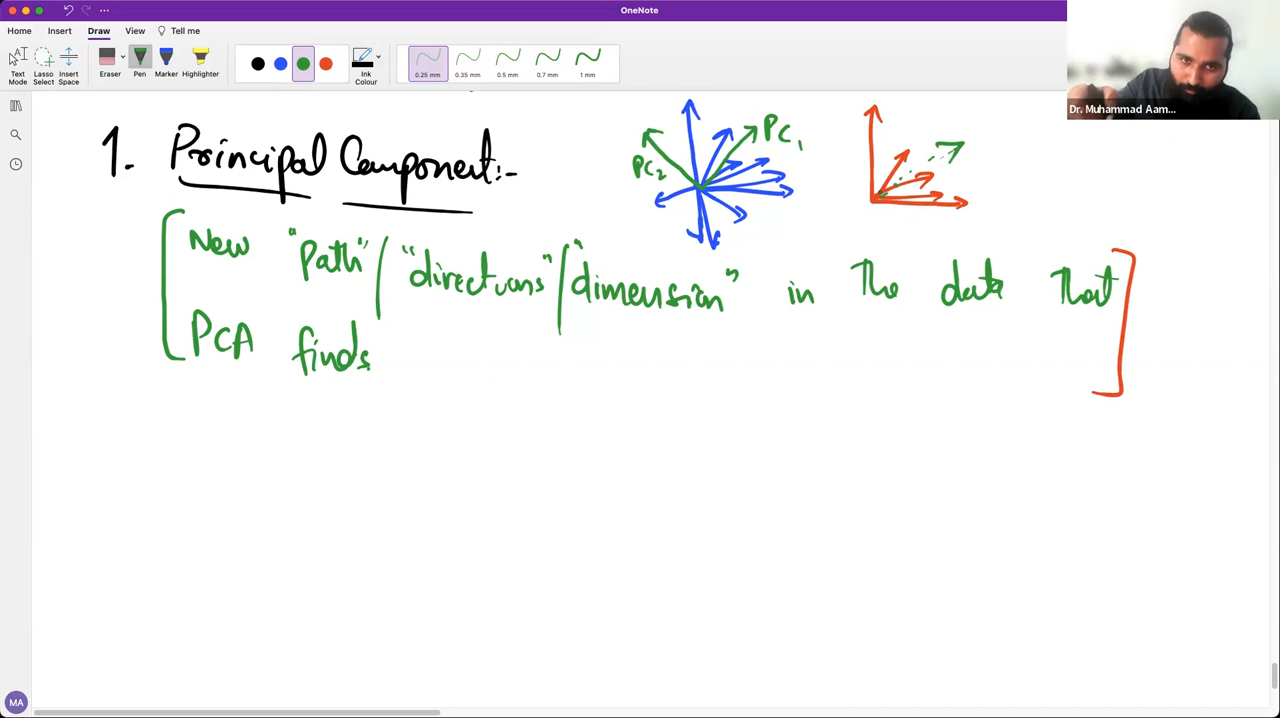 OneNote
Home Insert Draw View Tell me
Text Mode
Lasso Select
Insert Space
Eraser
Pen
Marker
Highlighter
Ink Colour
0.25 mm
0.35 mm
0.5 mm
0.7 mm
1 mm
Dr. Muhammad Aam...
1. Principal Component:-
PC2
PC1
New "Path" / "directions" / "dimension" in the data that
PCA finds
MA